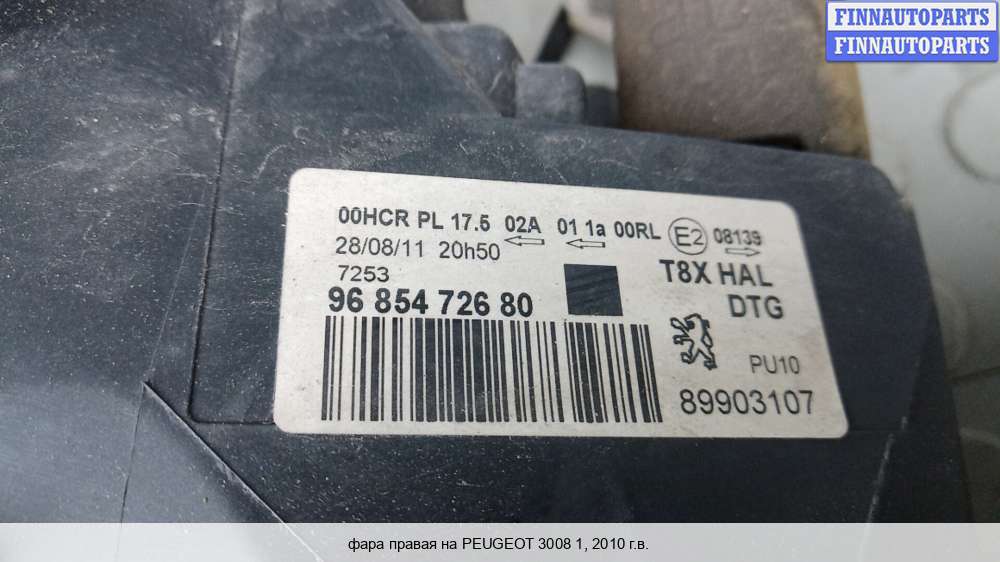 FINNAUTOPARTS
FINNAUTOPARTS
00HCR PL 17.5 02A 01 1a 00RL E2 08139
28/08/11 20h50
7253
T8X HAL
96 854 726 80
DTG
PU10
89903107
фара правая на PEUGEOT 3008 1, 2010 г.в.